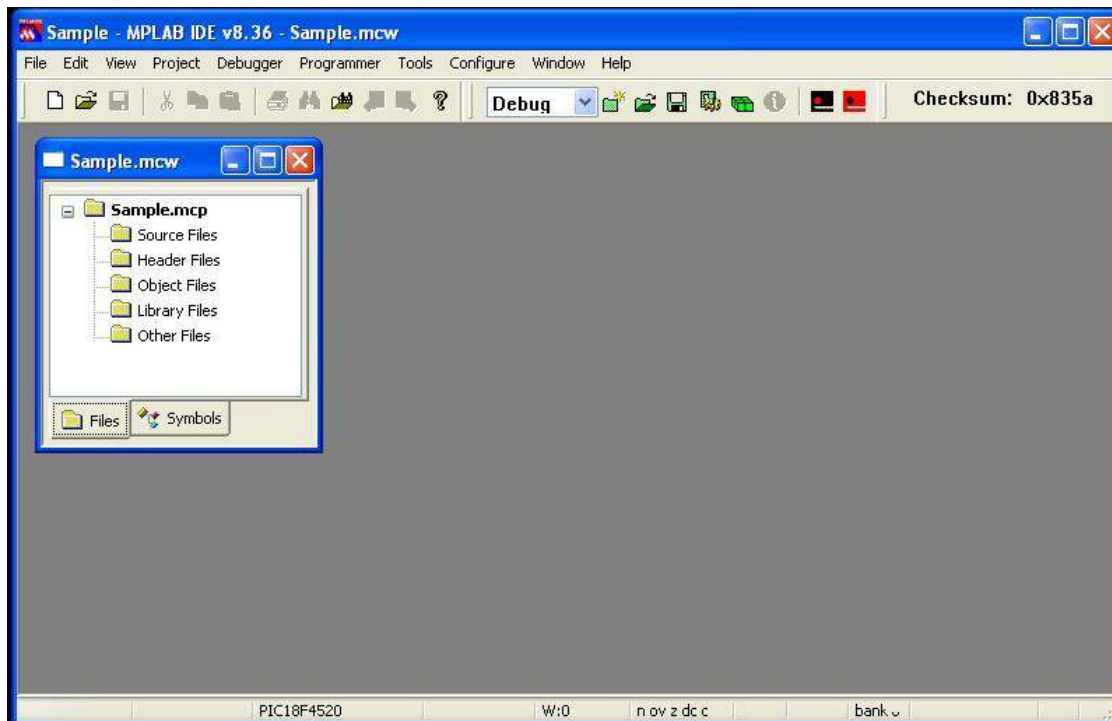 Sample - MPLAB IDE v8.36 - Sample.mcw
File Edit View Project Debugger Programmer Tools Configure Window Help
Debug Checksum: 0x835a
Sample.mcw
Sample.mcp
Source Files
Header Files
Object Files
Library Files
Other Files
Files Symbols
PIC18F4520 W:0 n ov z dc c bank